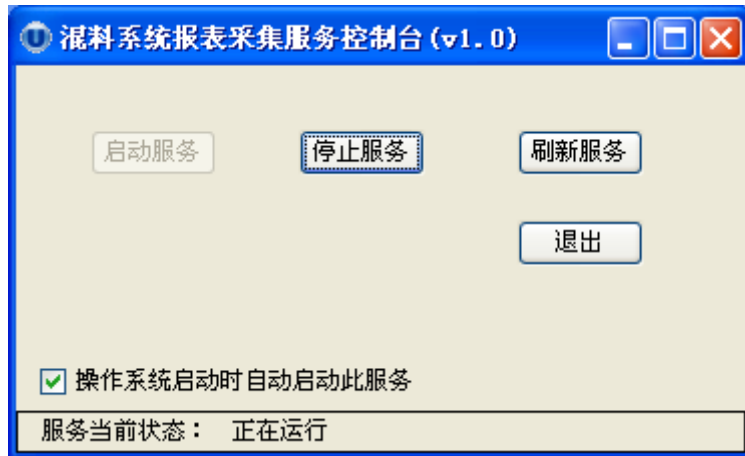 混料系统报表采集服务控制台(v1.0)
启动服务 停止服务 刷新服务
退出
操作系统启动时自动启动此服务
服务当前状态： 正在运行